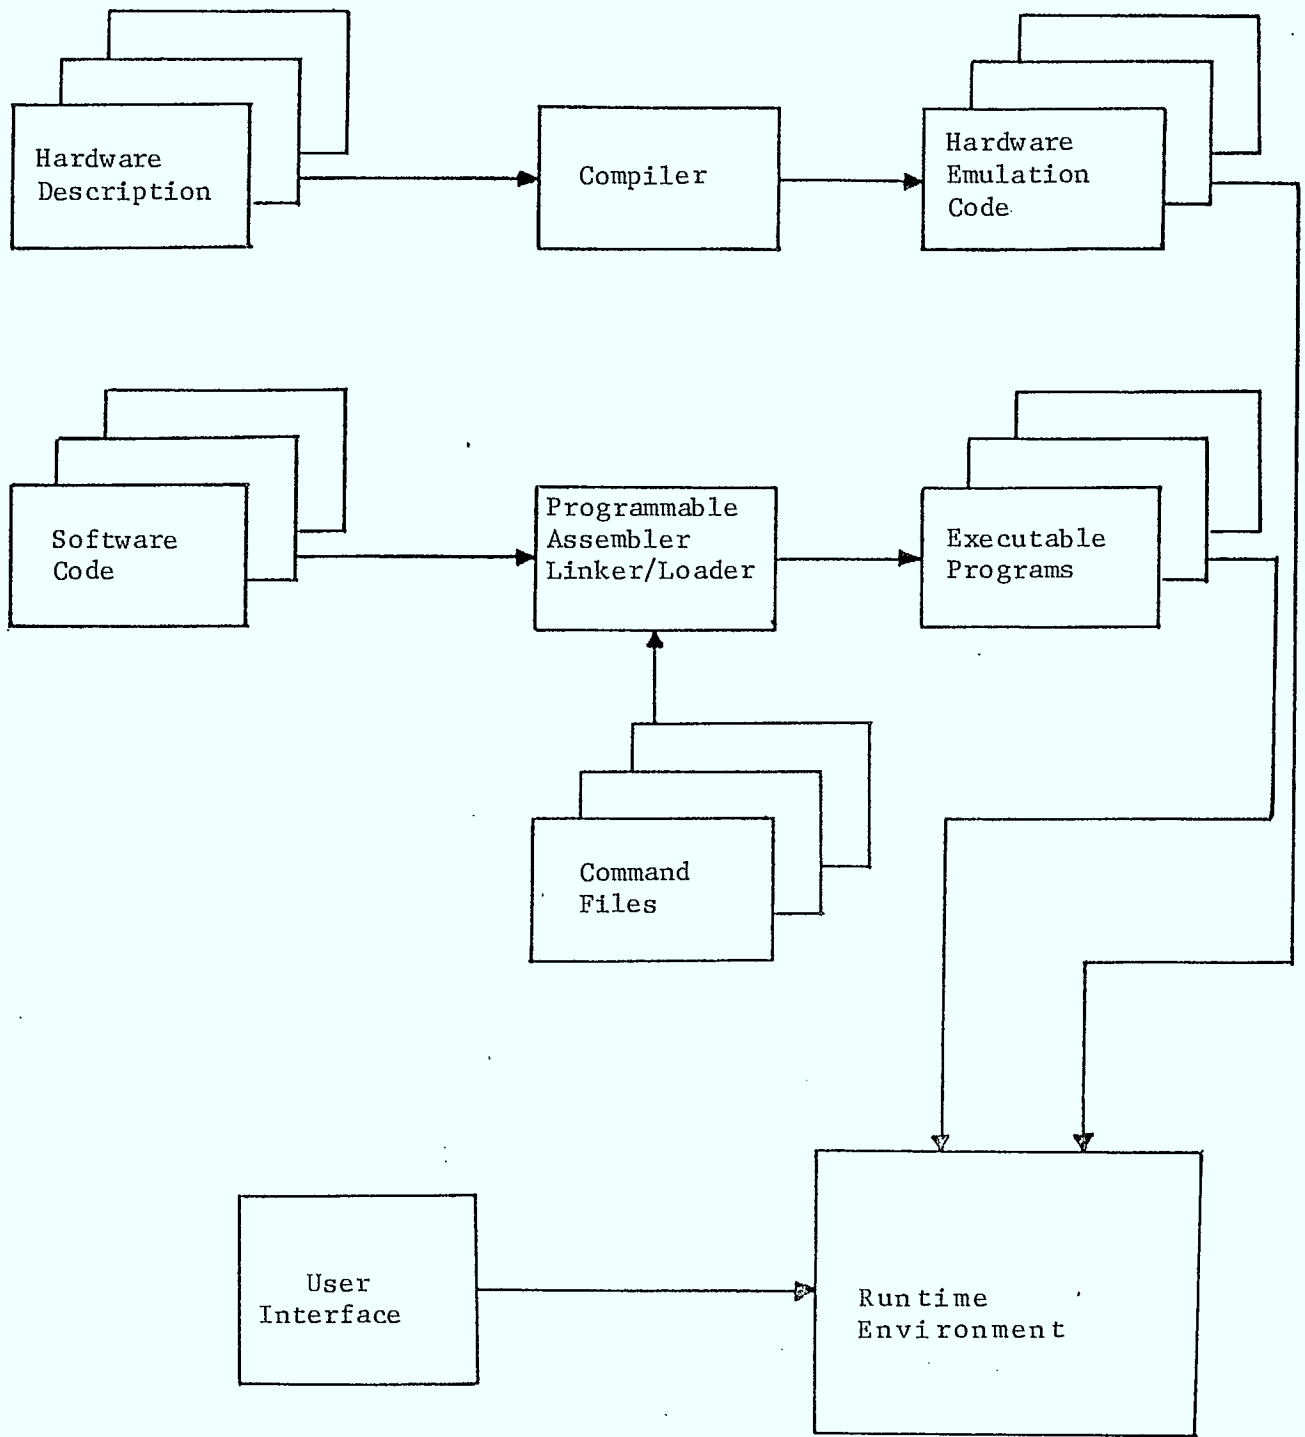 Hardware
Description
Compiler
Hardware
Emulation
Code
Software
Code
Programmable
Assembler
Linker/Loader
Executable
Programs
Command
Files
User
Interface
Runtime
Environment